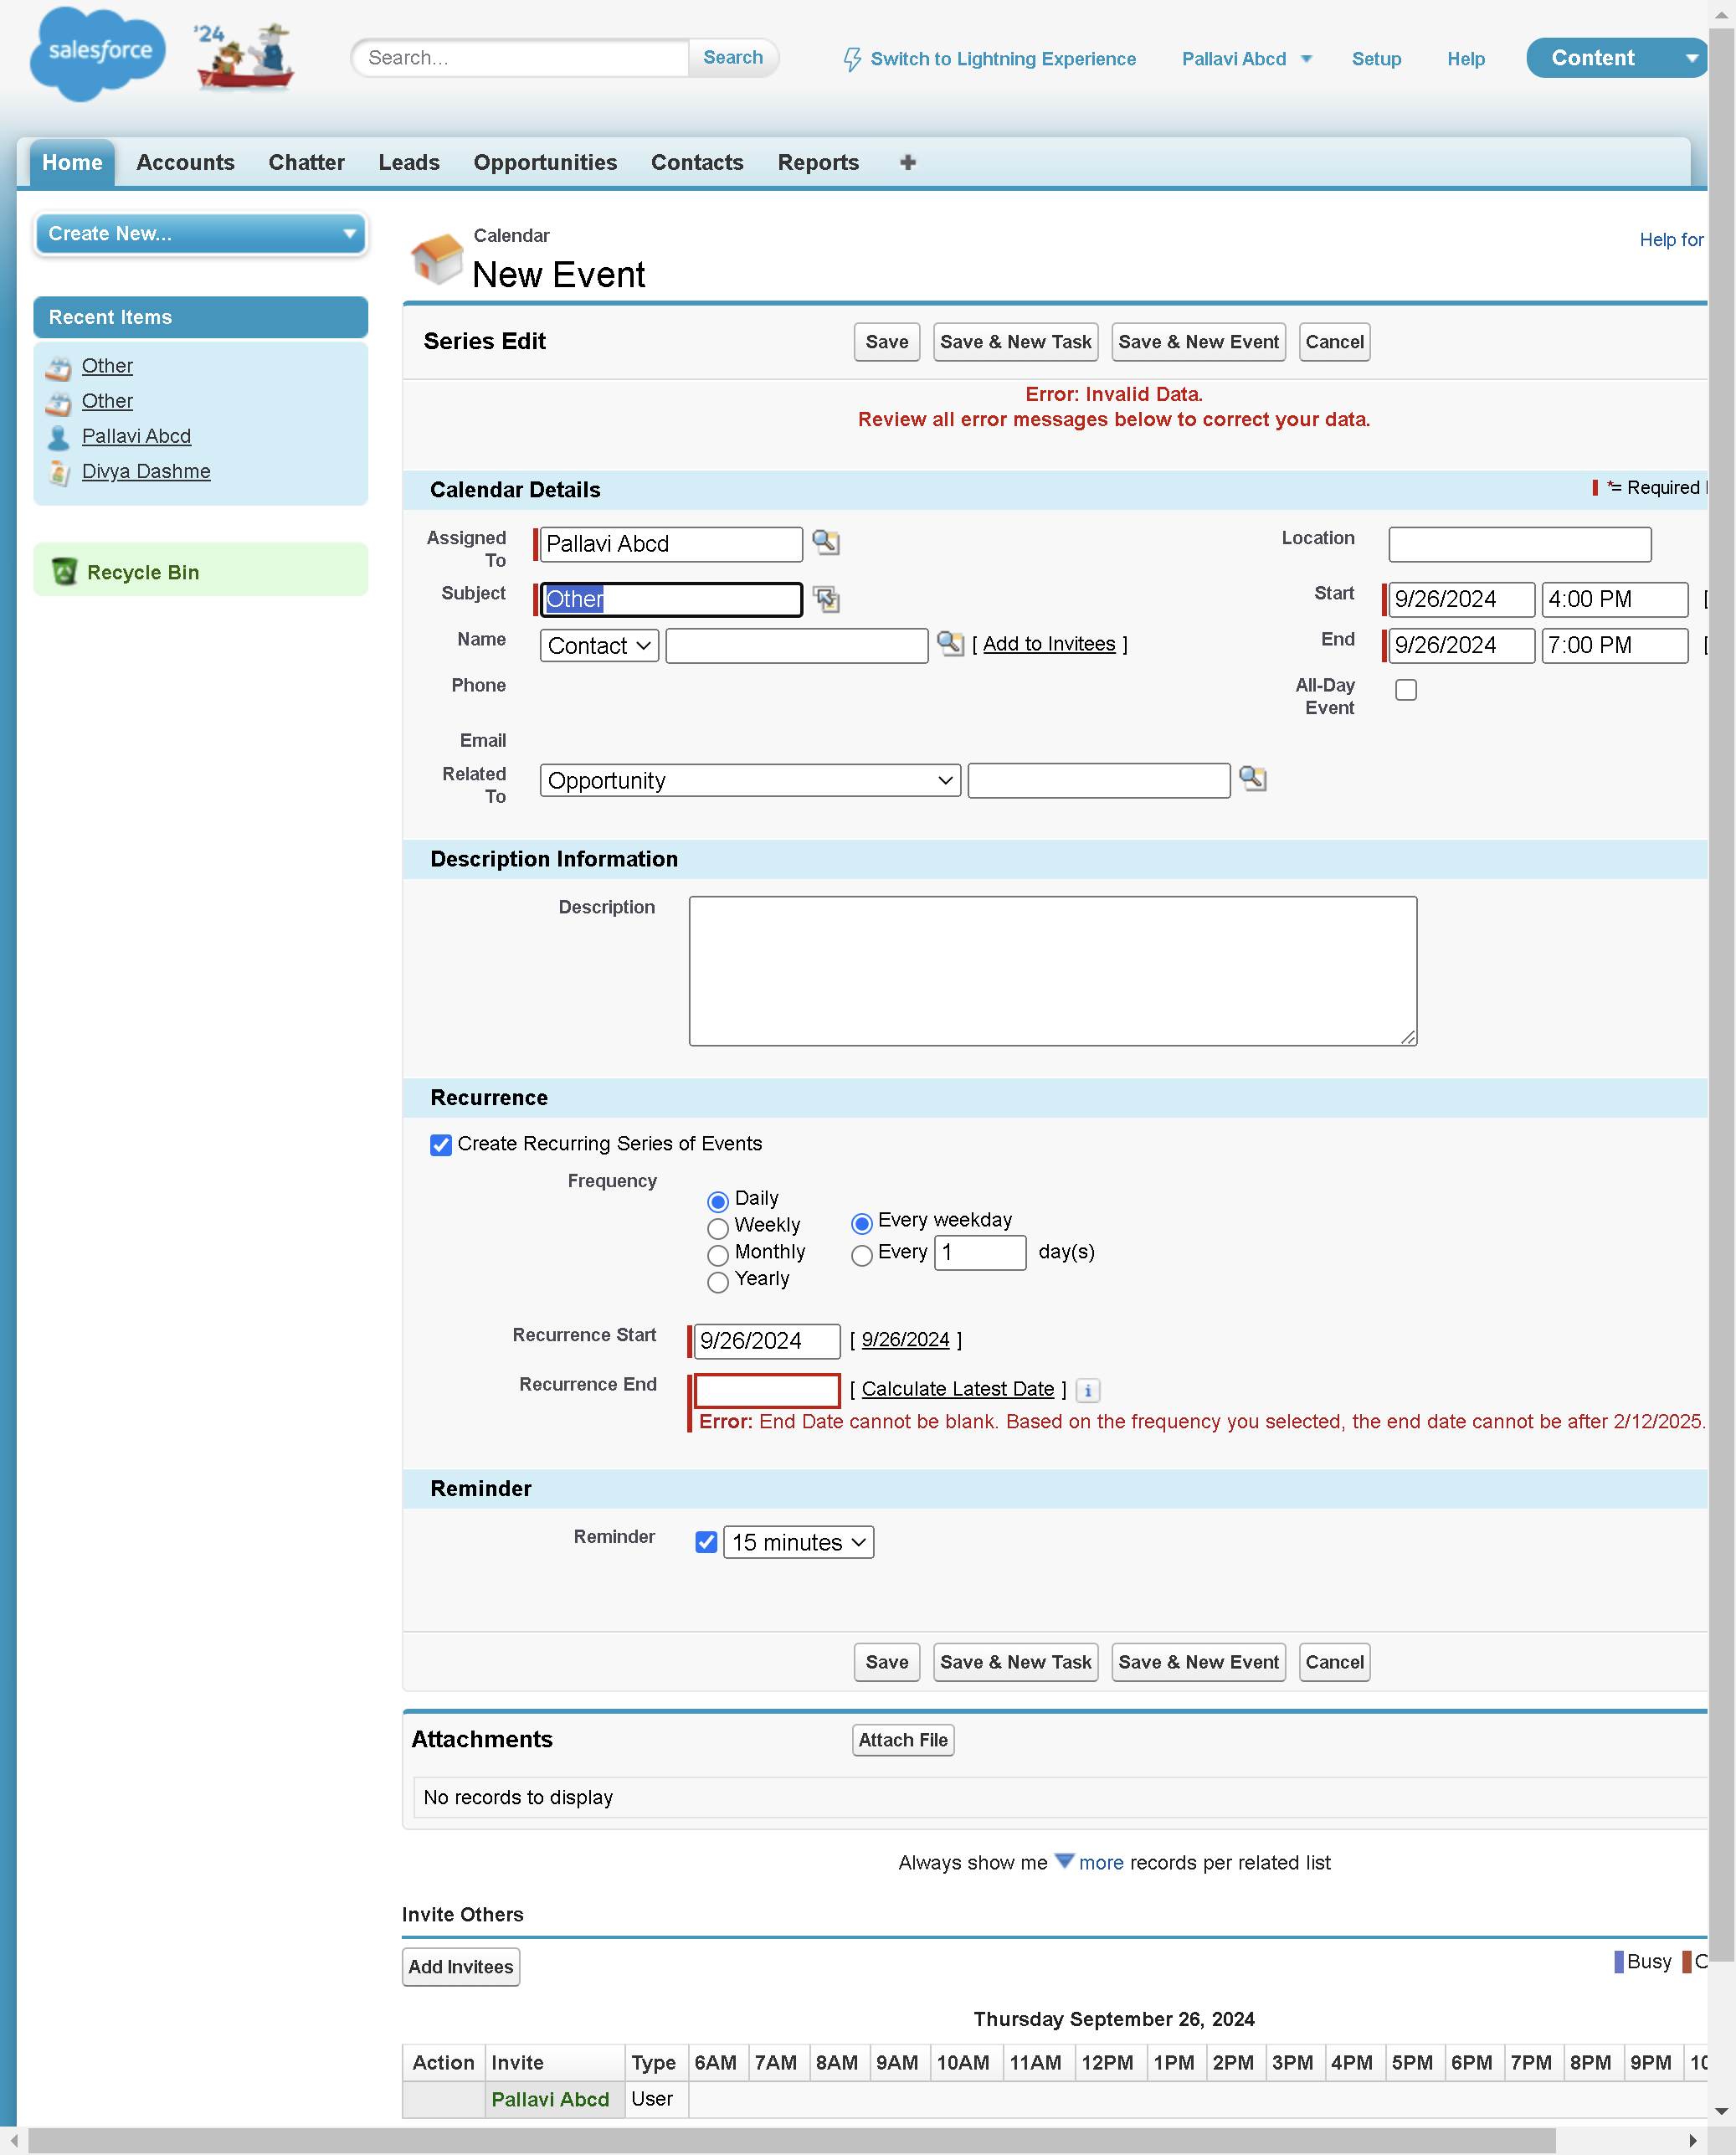 salesforce
'24
Search...
Search
Switch to Lightning Experience
Pallavi Abcd
Setup
Help
Content
Home
Accounts
Chatter
Leads
Opportunities
Contacts
Reports
Create New...
Recent Items
Other
Other
Pallavi Abcd
Divya Dashme
Recycle Bin
Calendar
New Event
Help for
Series Edit
Save
Save & New Task
Save & New Event
Cancel
Error: Invalid Data.
Review all error messages below to correct your data.
Calendar Details
*= Required
Assigned To
Pallavi Abcd
Location
Subject
Other
Start
9/26/2024
4:00 PM
[
Name
Contact
[ Add to Invitees ]
End
9/26/2024
7:00 PM
[
Phone
All-Day Event
Email
Related To
Opportunity
Description Information
Description
Recurrence
Create Recurring Series of Events
Frequency
Daily
Weekly
Monthly
Yearly
Every weekday
Every 1 day(s)
Recurrence Start
9/26/2024
[ 9/26/2024 ]
Recurrence End
[ Calculate Latest Date ]
i
Error: End Date cannot be blank. Based on the frequency you selected, the end date cannot be after 2/12/2025.
Reminder
Reminder
15 minutes
Save
Save & New Task
Save & New Event
Cancel
Attachments
Attach File
No records to display
Always show me more records per related list
Invite Others
Add Invitees
Busy
Thursday September 26, 2024
Action Invite Type 6AM 7AM 8AM 9AM 10AM 11AM 12PM 1PM 2PM 3PM 4PM 5PM 6PM 7PM 8PM 9PM 10
Pallavi Abcd User